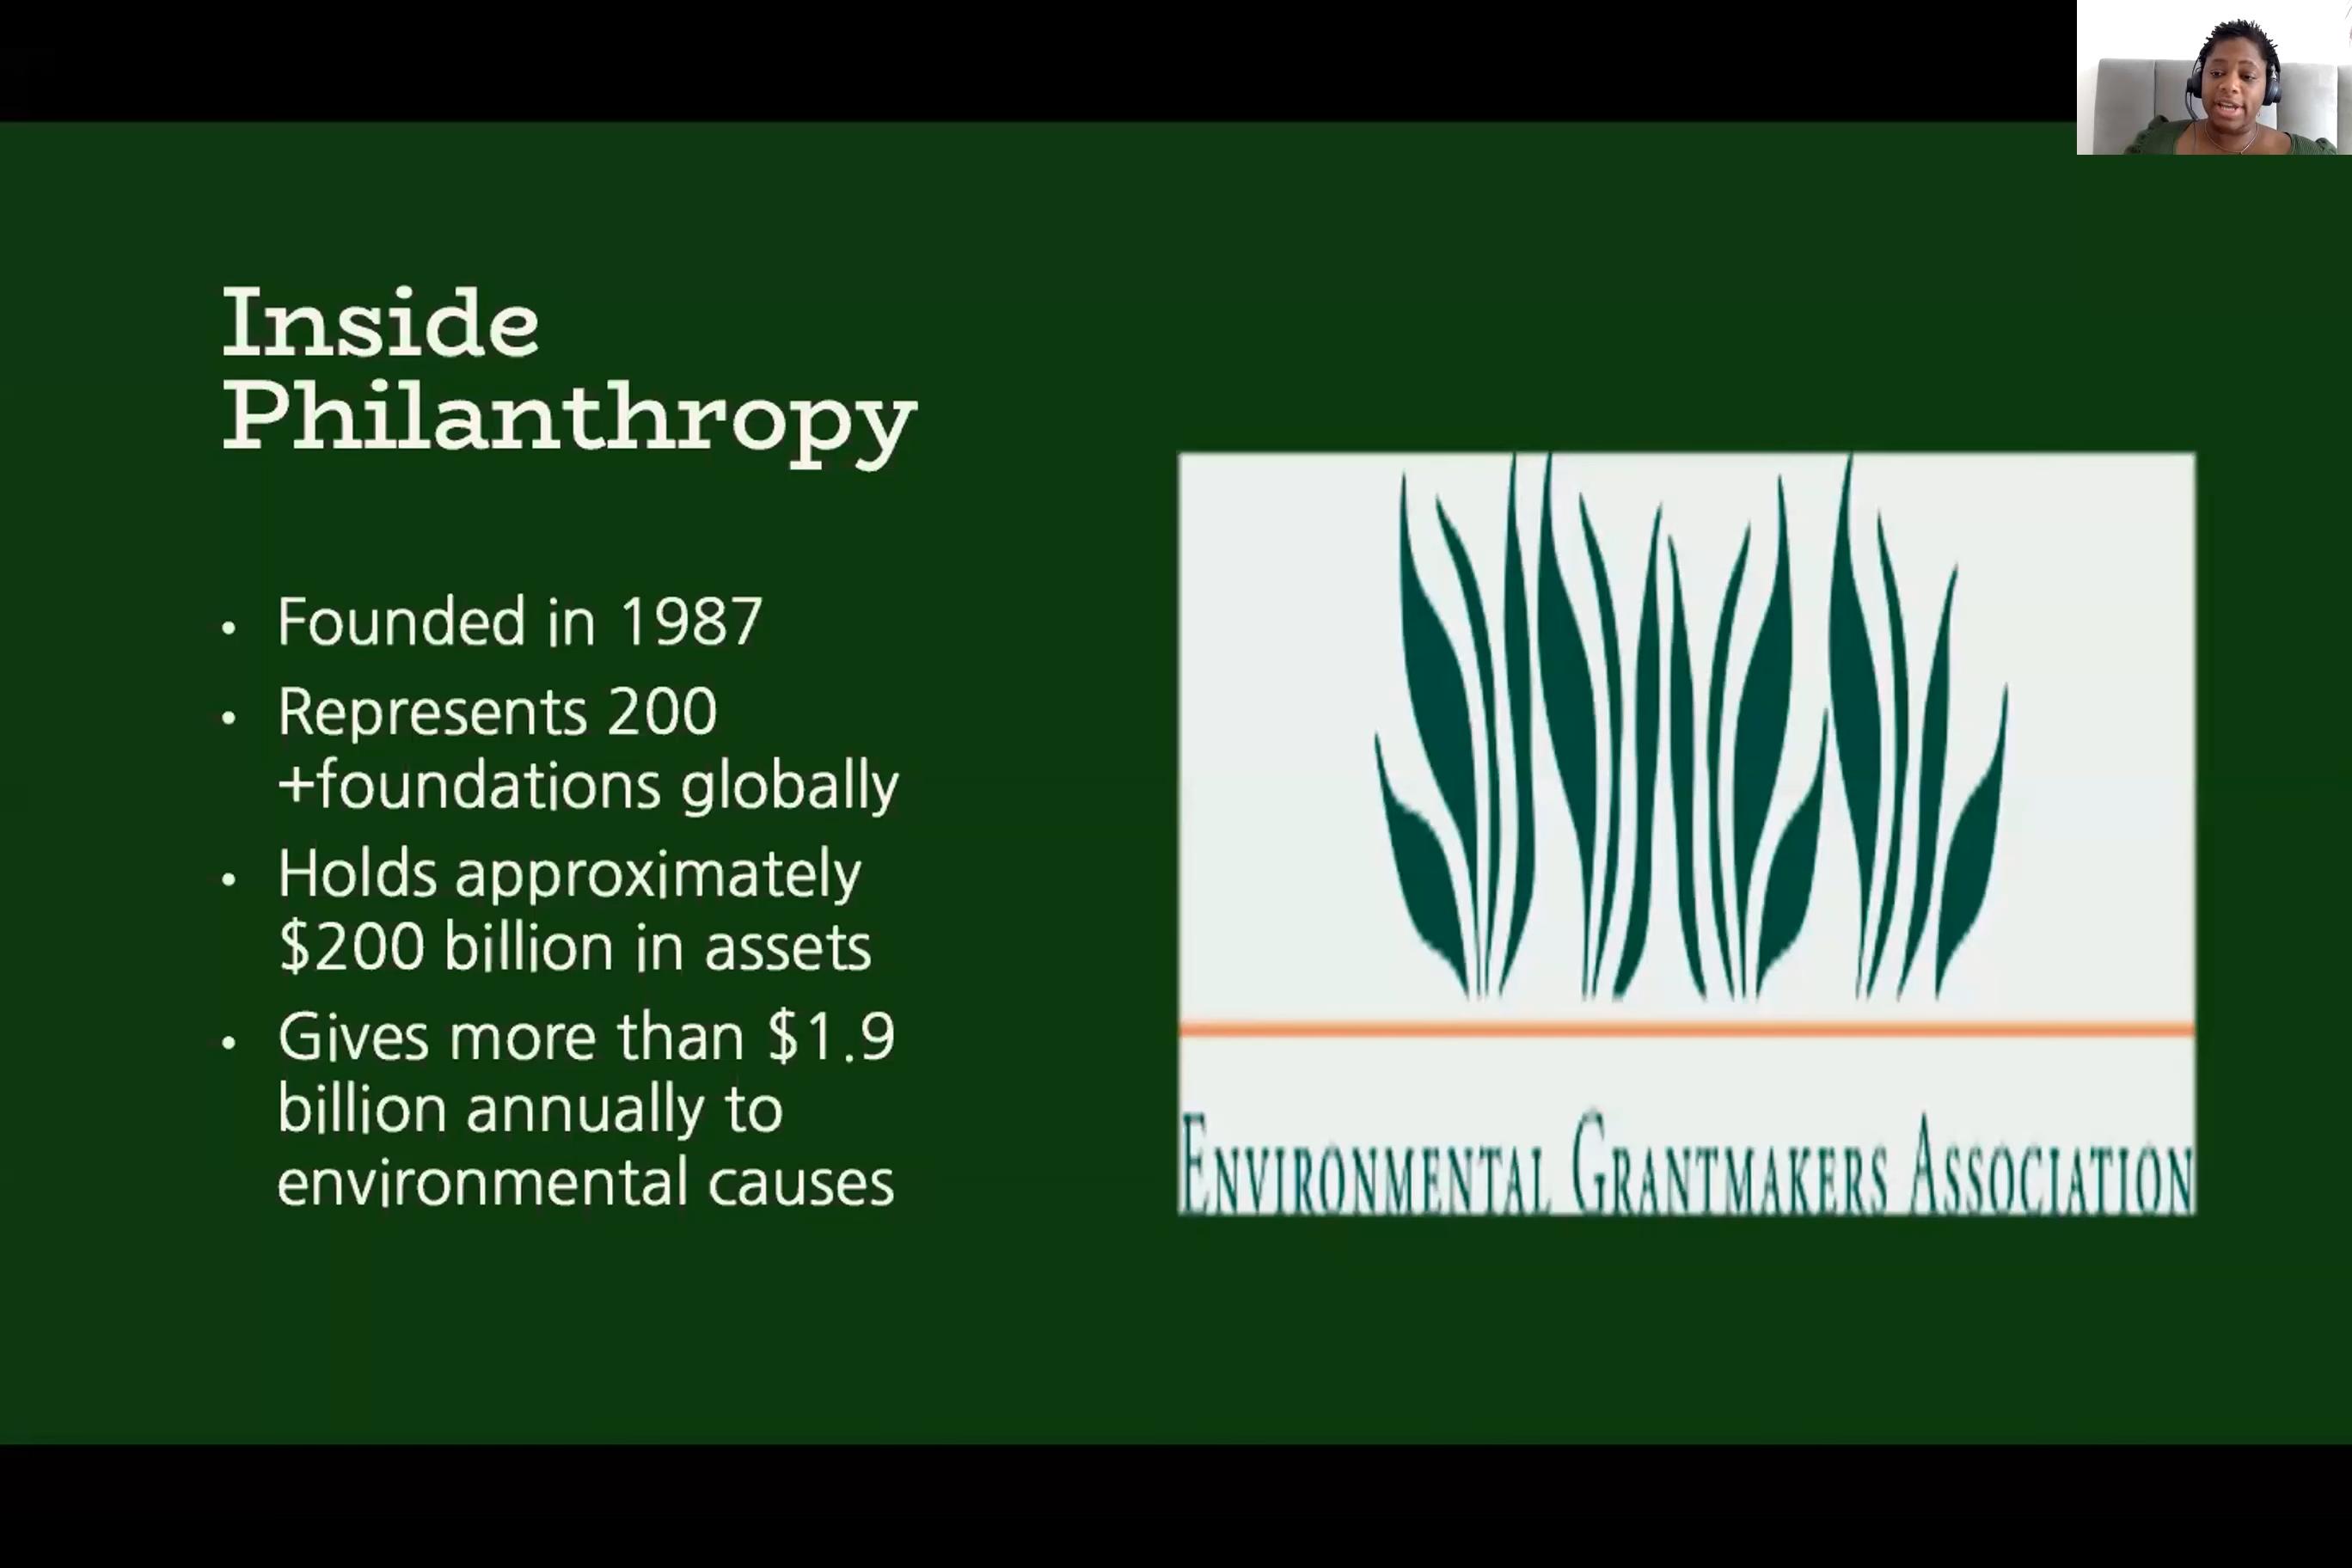 Inside
Philanthropy
• Founded in 1987
• Represents 200
+foundations globally
• Holds approximately
$200 billion in assets
• Gives more than $1.9
billion annually to
environmental causes
ENVIRONMENTAL GRANTMAKERS ASSOCIATION